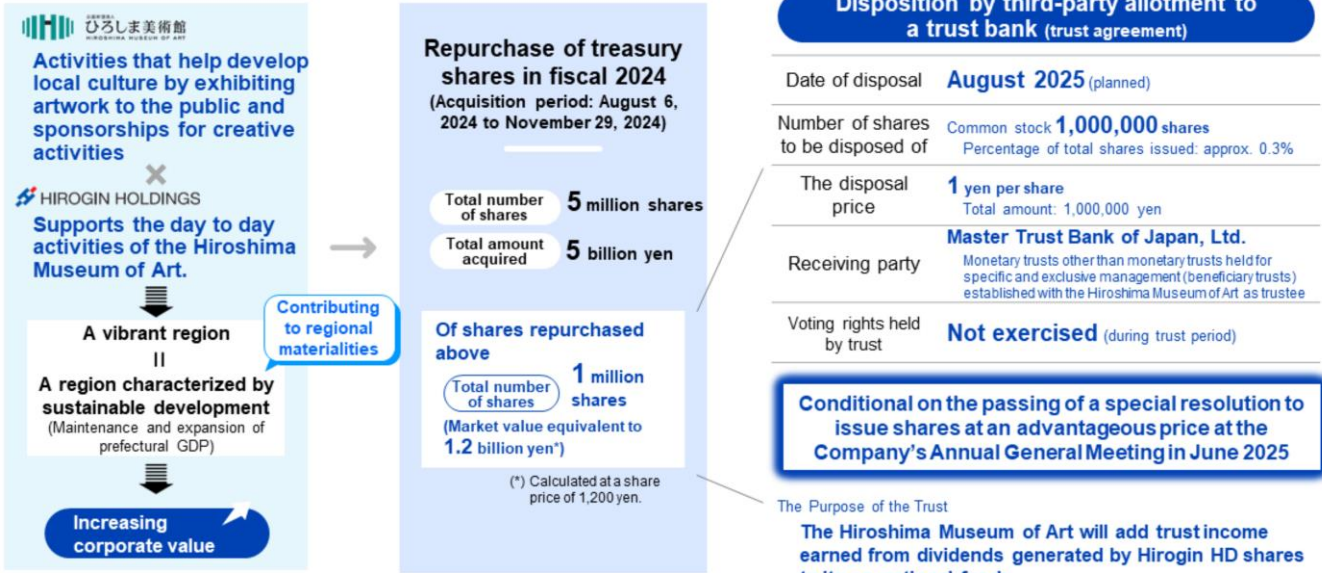 ひろしま美術館
HIROSHIMA MUSEUM OF ART
Activities that help develop
local culture by exhibiting
artwork to the public and
sponsorships for creative
activities
×
HIROGIN HOLDINGS
Supports the day to day
activities of the Hiroshima
Museum of Art.
A vibrant region
=
A region characterized by
sustainable development
(Maintenance and expansion of
prefectural GDP)
Contributing
to regional
materialities
Increasing
corporate value
Repurchase of treasury
shares in fiscal 2024
(Acquisition period: August 6,
2024 to November 29, 2024)
Total number
of shares
5 million shares
Total amount
acquired
5 billion yen
Of shares repurchased
above
Total number
of shares
1 million
shares
(Market value equivalent to
1.2 billion yen*)
(*) Calculated at a share
price of 1,200 yen.
Disposition by third-party allotment to
a trust bank (trust agreement)
Date of disposal
August 2025 (planned)
Number of shares
to be disposed of
Common stock 1,000,000 shares
Percentage of total shares issued: approx. 0.3%
The disposal
price
1 yen per share
Total amount: 1,000,000 yen
Receiving party
Master Trust Bank of Japan, Ltd.
Monetary trusts other than monetary trusts held for
specific and exclusive management (beneficiary trusts)
established with the Hiroshima Museum of Art as trustee
Voting rights held
by trust
Not exercised (during trust period)
Conditional on the passing of a special resolution to
issue shares at an advantageous price at the
Company's Annual General Meeting in June 2025
The Purpose of the Trust
The Hiroshima Museum of Art will add trust income
earned from dividends generated by Hirogin HD shares